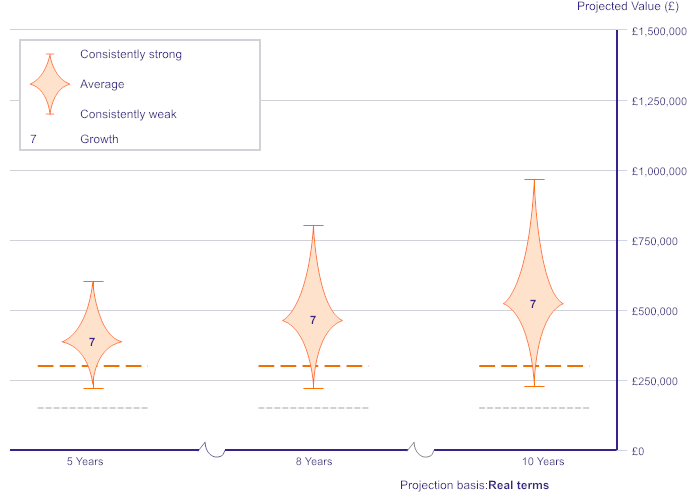 Projected Value (£)
£1,500,000
Consistently strong
Average
£1,250,000
Consistently weak
7 Growth
£1,000,000
£750,000
£500,000
7
7
7
£250,000
£0
5 Years
8 Years
10 Years
Projection basis:Real terms